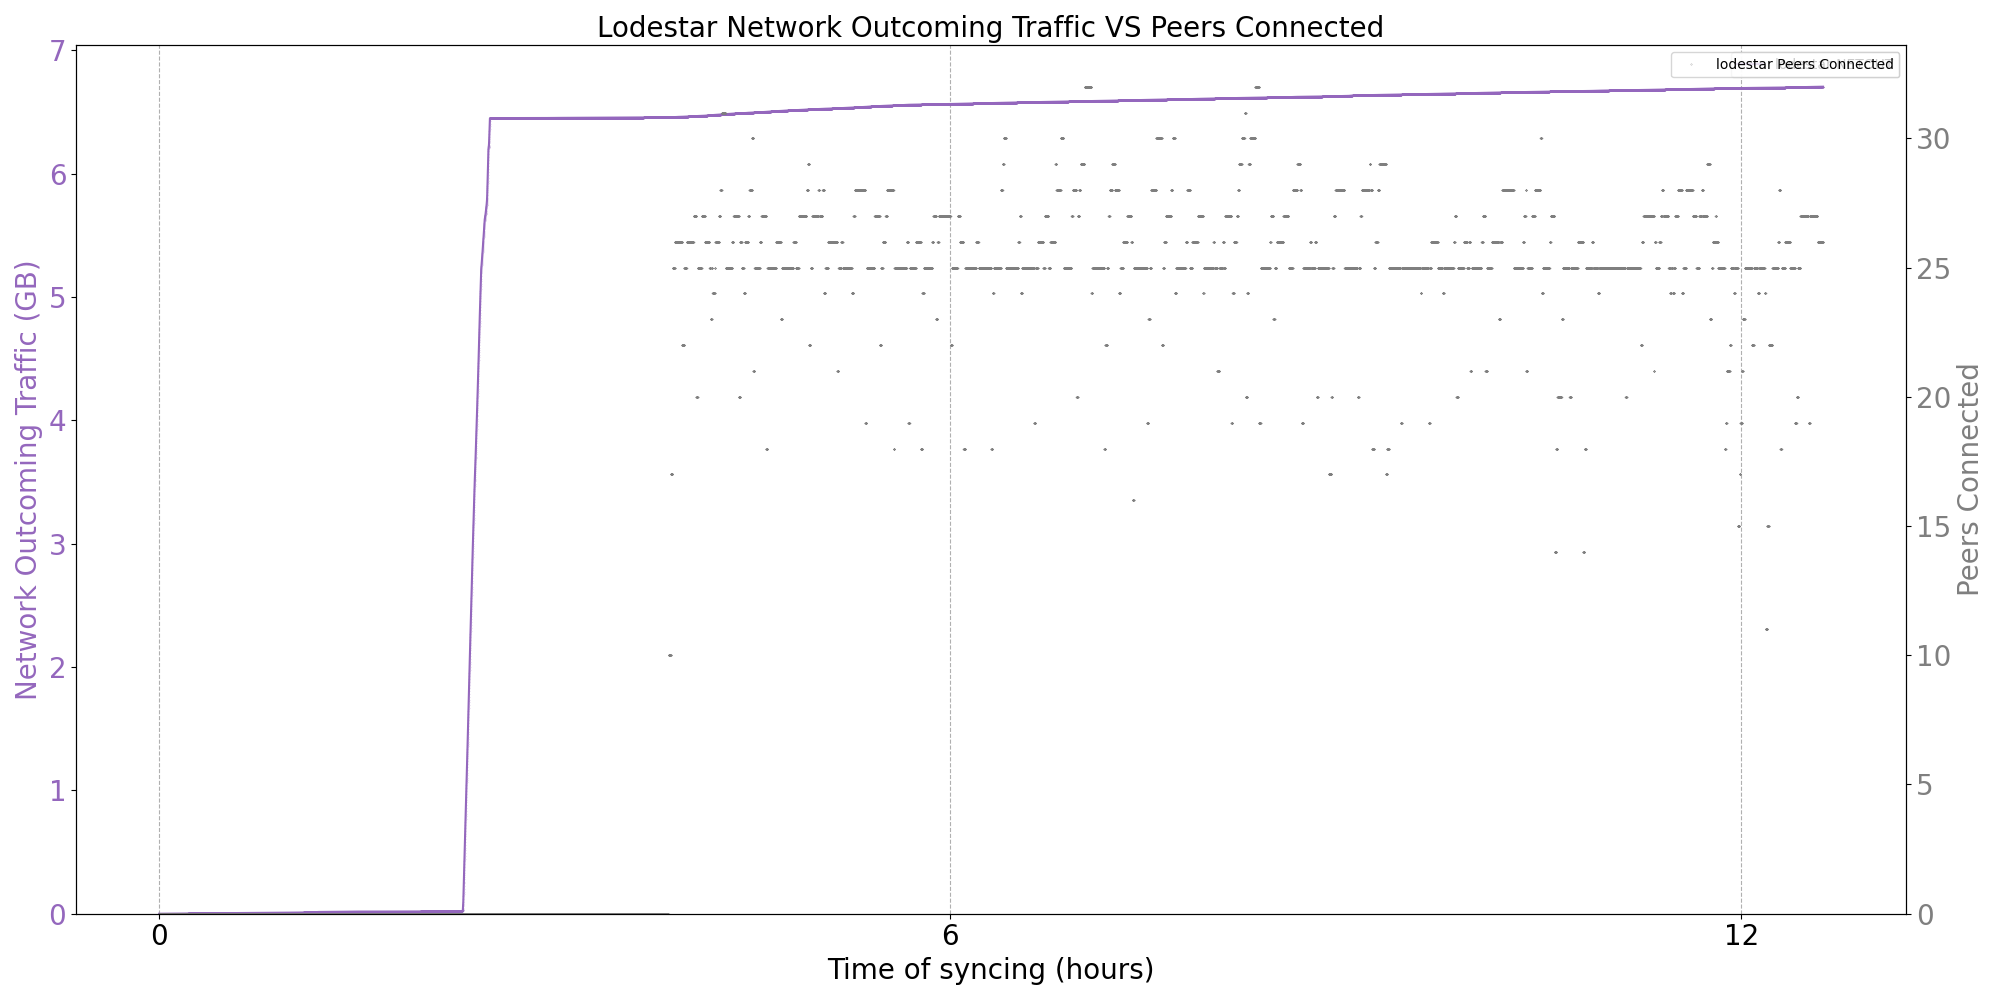 Lodestar Network Outcoming Traffic VS Peers Connected
lodestar Peers Connected
7
6
5
4
3
2
1
0
Network Outcoming Traffic (GB)
30
25
20
15
10
5
0
Peers Connected
0 6 12
Time of syncing (hours)